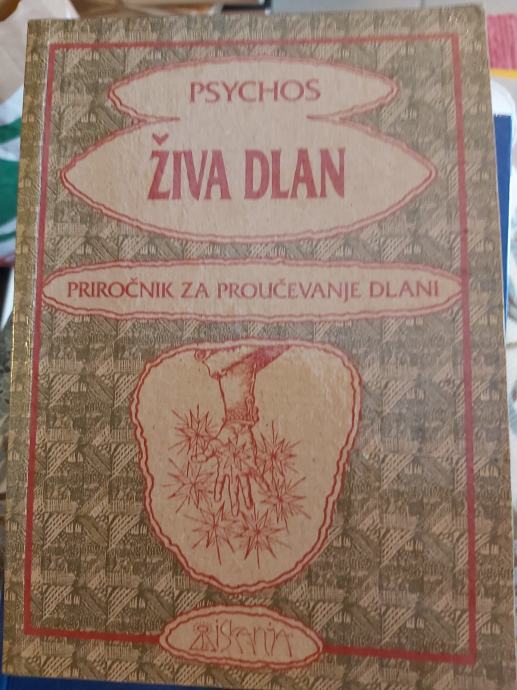 PSYCHOS
ŽIVA DLAN
PRIROČNIK ZA PROUČEVANJE DLANI